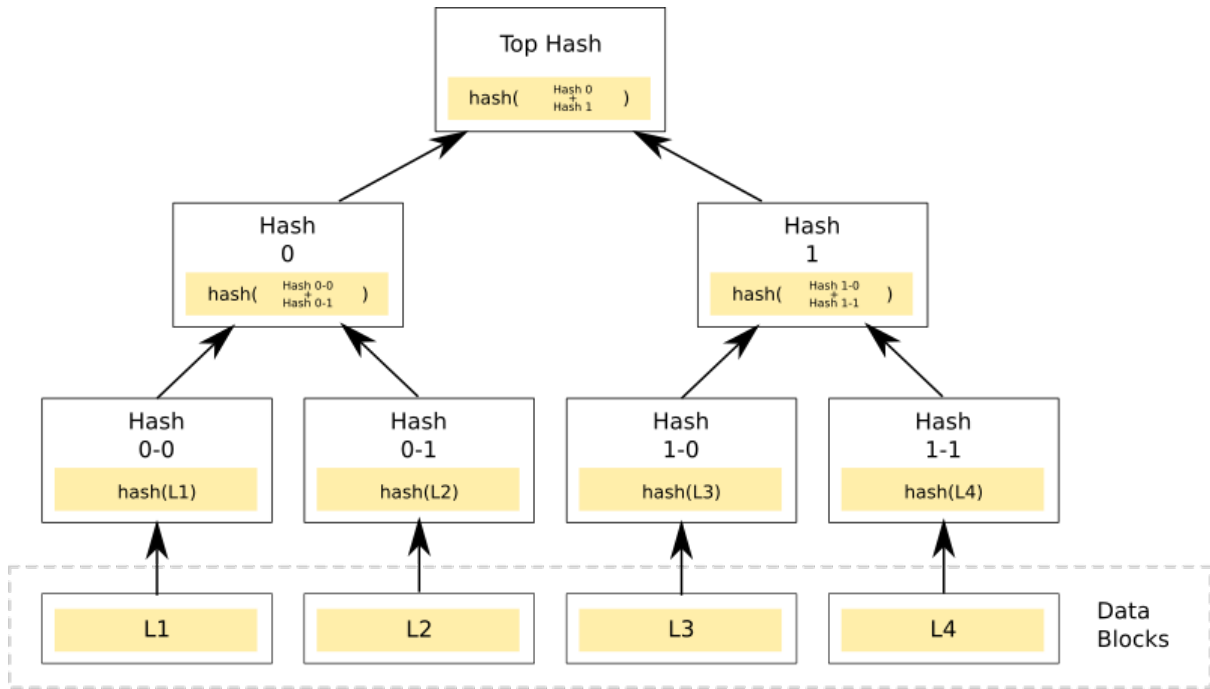 Top Hash
hash( Hash 0 + Hash 1 )
Hash
0
hash( Hash 0-0 + Hash 0-1 )
Hash
1
hash( Hash 1-0 + Hash 1-1 )
Hash
0-0
hash(L1)
Hash
0-1
hash(L2)
Hash
1-0
hash(L3)
Hash
1-1
hash(L4)
L1
L2
L3
L4
Data
Blocks